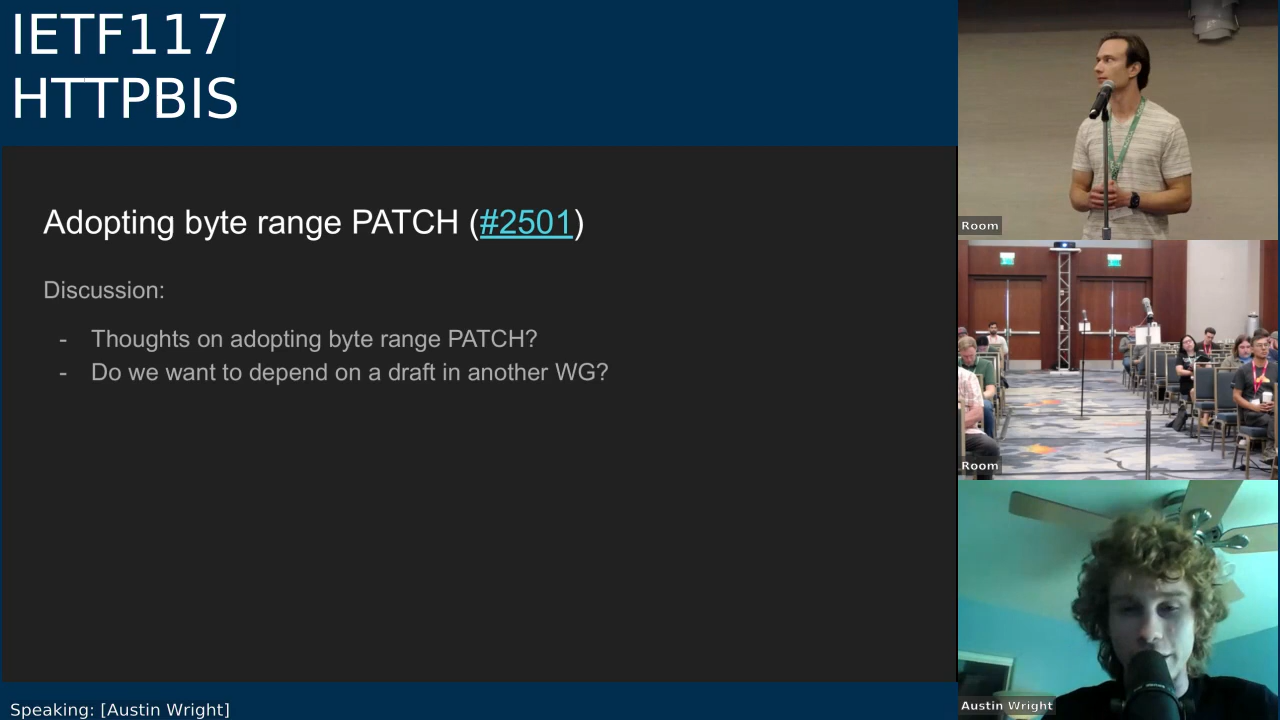 IETF117
HTTPBIS
Adopting byte range PATCH (#2501)
Discussion:
- Thoughts on adopting byte range PATCH?
- Do we want to depend on a draft in another WG?
Room
Room
Austin Wright
Speaking: [Austin Wright]